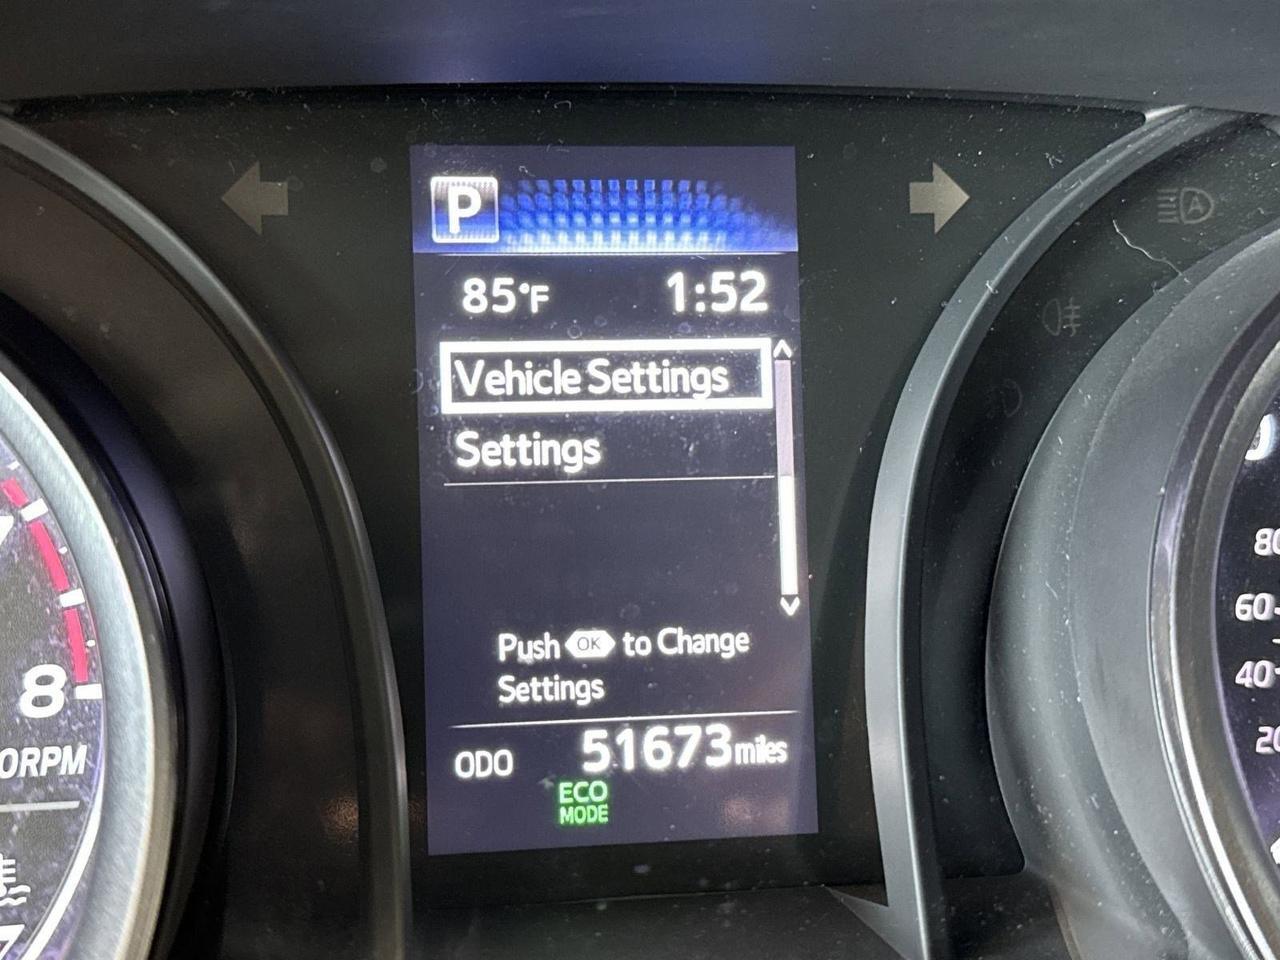 P
85°F 1:52
Vehicle Settings
Settings
Push OK to Change
Settings
ODO 51673 miles
ECO
MODE
8
0RPM
80
60
40
20
A